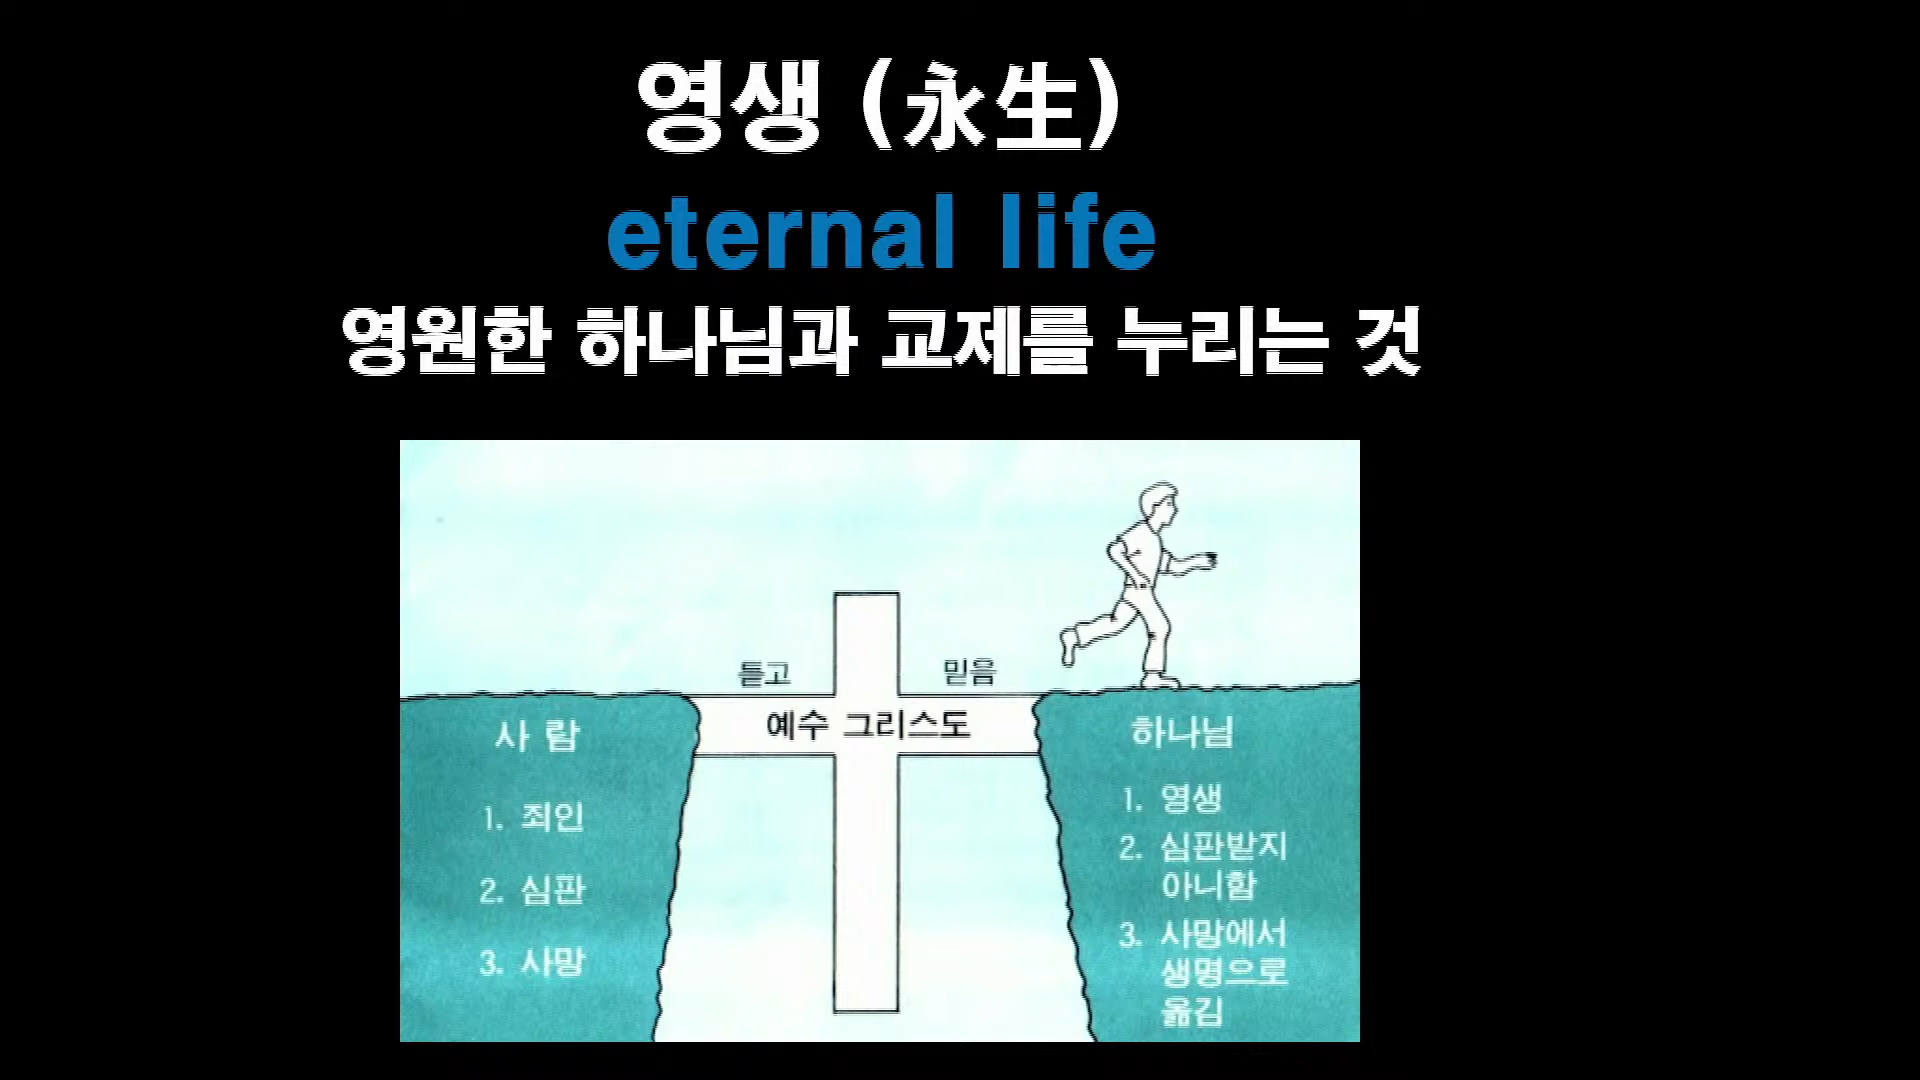 영생 (永生)
eternal life
영원한 하나님과 교제를 누리는 것
듣고
믿음
예수 그리스도
사 람
1. 죄인
2. 심판
3. 사망
하나님
1. 영생
2. 심판받지
아니함
3. 사망에서
생명으로
옮김